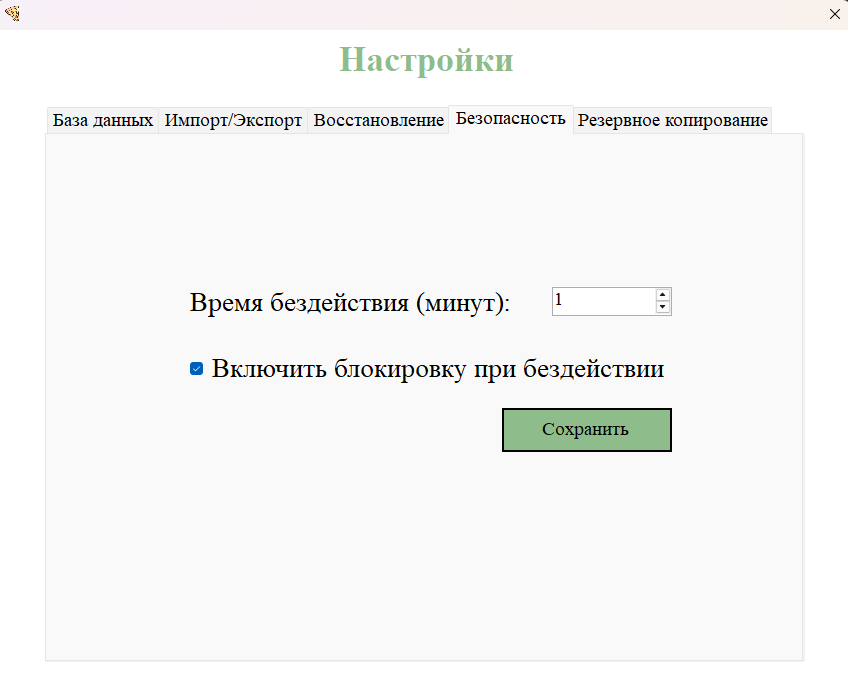 Настройки
База данных Импорт/Экспорт Восстановление Безопасность Резервное копирование
Время бездействия (минут): 1
Включить блокировку при бездействии
Сохранить